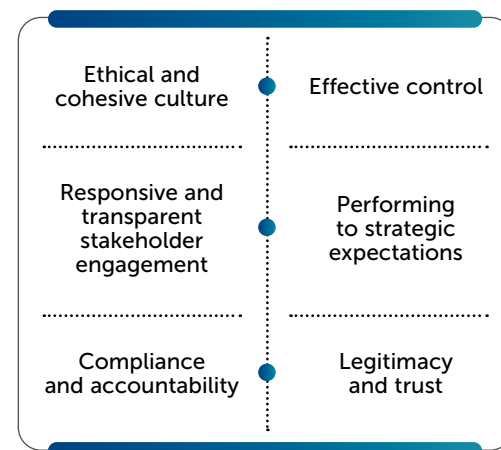 Ethical and
cohesive culture
Effective control
Responsive and
transparent
stakeholder
engagement
Performing
to strategic
expectations
Compliance
and accountability
Legitimacy
and trust